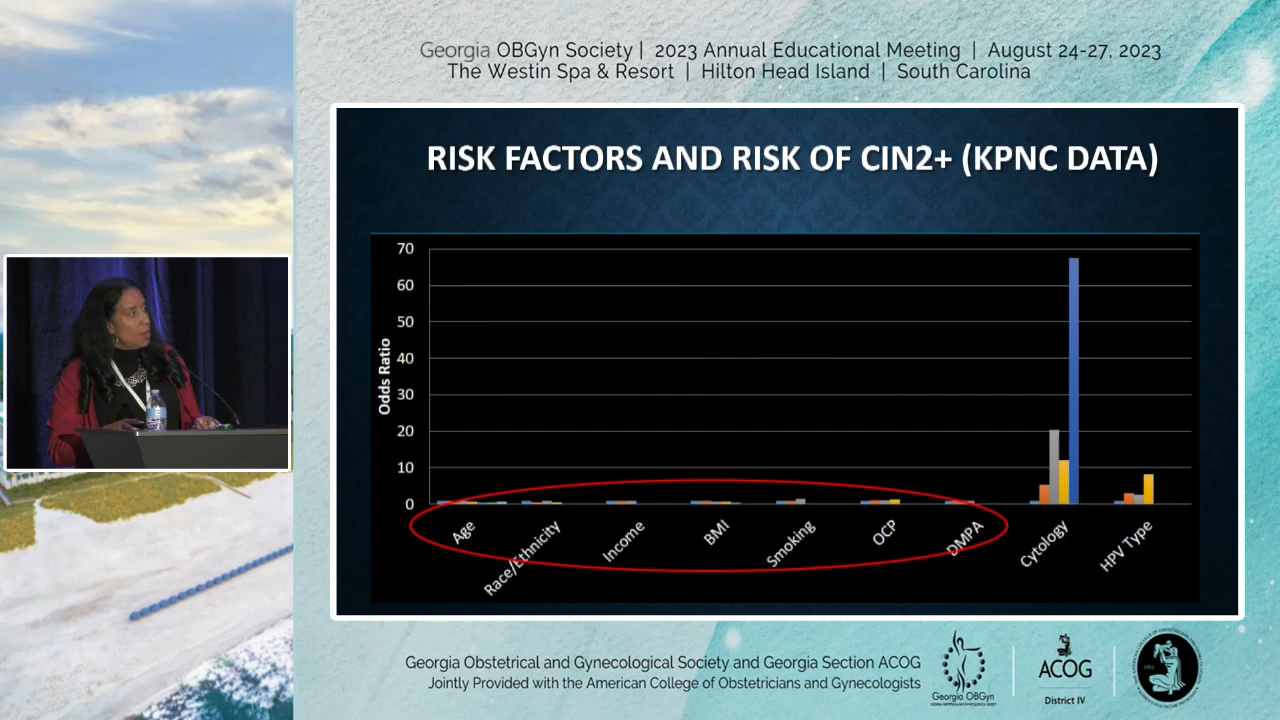 Georgia OBGyn Society | 2023 Annual Educational Meeting | August 24-27, 2023
The Westin Spa & Resort | Hilton Head Island | South Carolina
RISK FACTORS AND RISK OF CIN2+ (KPNC DATA)
Odds Ratio
70
60
50
40
30
20
10
0
Age
Race/Ethnicity
Income
BMI
Smoking
OCP
DMPA
Cytology
HPV Type
Georgia Obstetrical and Gynecological Society and Georgia Section ACOG
Jointly Provided with the American College of Obstetricians and Gynecologists
Georgia OBGyn
ACOG
District IV